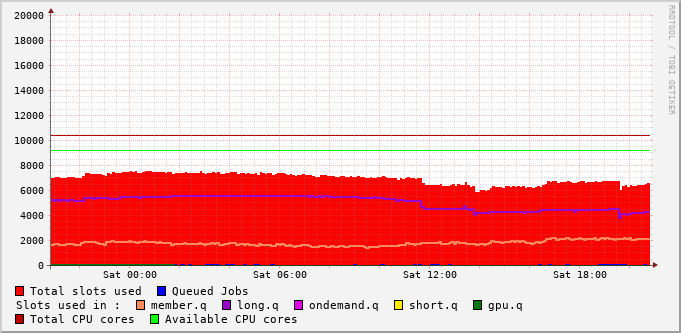 RRDTOOL / TOBI OETIKER
20000
18000
16000
14000
12000
10000
8000
6000
4000
2000
0
Sat 00:00 Sat 06:00 Sat 12:00 Sat 18:00
Total slots used Queued Jobs
Slots used in : member.q long.q ondemand.q short.q gpu.q
Total CPU cores Available CPU cores